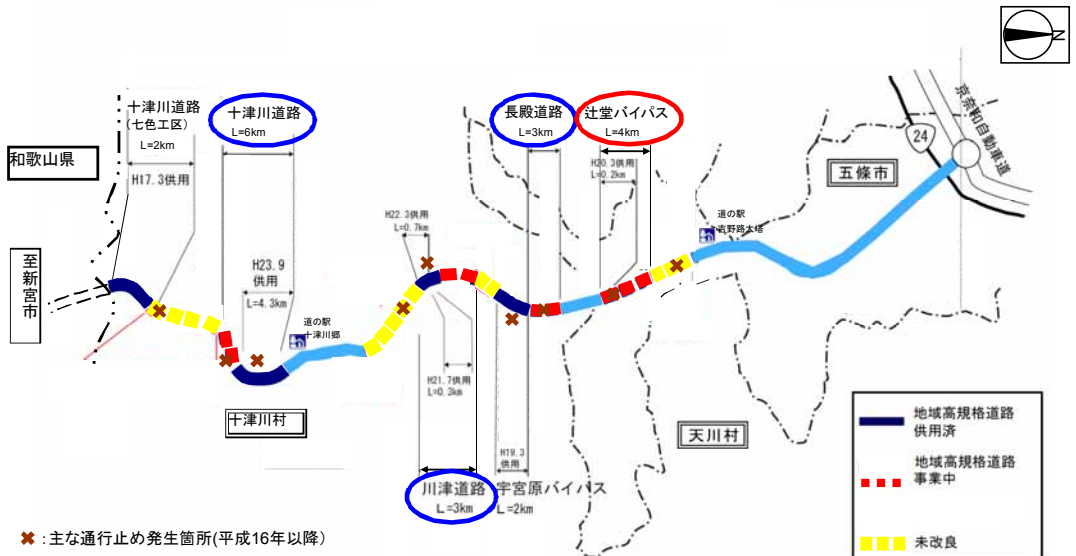 N
十津川道路
(七色工区)
L=2km
H17.3供用
十津川道路
L=6km
H23.9
供用
L=4.3km
長殿道路
L=3km
辻堂バイパス
L=4km
H20.3供用
L=0.2km
京奈和自動車道
24
五條市
和歌山県
至新宮市
H22.3供用
L=0.7km
道の駅
吉野路大塔
道の駅
十津川郷
H21.7供用
L=0.3km
十津川村
天川村
H19.3
供用
川津道路
L=3km
宇宮原バイパス
L=2km
地域高規格道路
供用済
地域高規格道路
事業中
未改良
:主な通行止め発生箇所(平成16年以降)